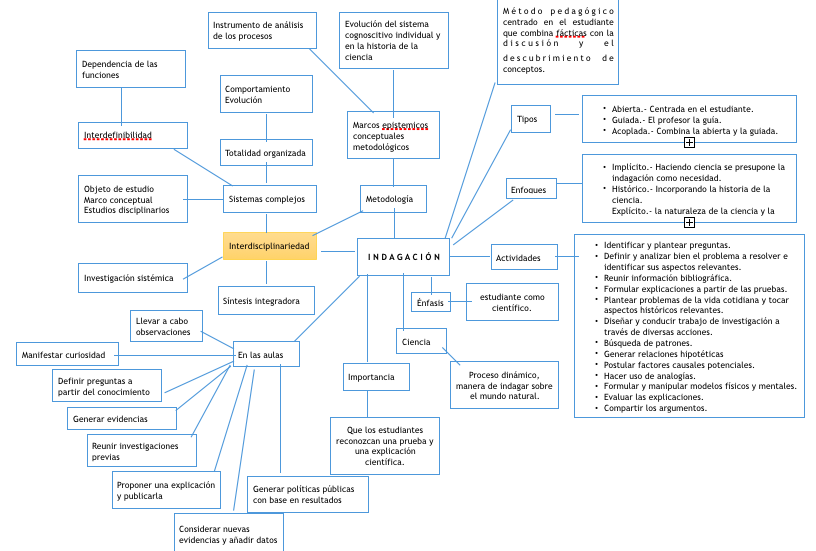 Método pedagógico
centrado en el estudiante
que combina fácticas con la
discusión y el
descubrimiento de
conceptos.
Instrumento de análisis
de los procesos
Evolución del sistema
cognoscitivo individual y
en la historia de la
ciencia
Dependencia de las
funciones
Comportamiento
Evolución
Marcos epistemicos
conceptuales
metodológicos
Tipos
• Abierta.- Centrada en el estudiante.
• Guiada.- El profesor la guía.
• Acoplada.- Combina la abierta y la guiada.
Interdefinibilidad
Totalidad organizada
Objeto de estudio
Marco conceptual
Estudios disciplinarios
Sistemas complejos
Metodología
Enfoques
• Implícito.- Haciendo ciencia se presupone la
indagación como necesidad.
• Histórico.- Incorporando la historia de la
ciencia.
Explícito.- la naturaleza de la ciencia y la
Interdisciplinariedad
INDAGACIÓN
Actividades
• Identificar y plantear preguntas.
• Definir y analizar bien el problema a resolver e
identificar sus aspectos relevantes.
• Reunir información bibliográfica.
• Formular explicaciones a partir de las pruebas.
• Plantear problemas de la vida cotidiana y tocar
aspectos históricos relevantes.
• Diseñar y conducir trabajo de investigación a
través de diversas acciones.
• Búsqueda de patrones.
• Generar relaciones hipotéticas
• Postular factores causales potenciales.
• Hacer uso de analogías.
• Formular y manipular modelos físicos y mentales.
• Evaluar las explicaciones.
• Compartir los argumentos.
Investigación sistémica
Síntesis integradora
Énfasis
estudiante como
científico.
Llevar a cabo
observaciones
Ciencia
Manifestar curiosidad
En las aulas
Proceso dinámico,
manera de indagar sobre
el mundo natural.
Importancia
Definir preguntas a
partir del conocimiento
Generar evidencias
Que los estudiantes
reconozcan una prueba y
una explicación
científica.
Reunir investigaciones
previas
Proponer una explicación
y publicarla
Generar políticas públicas
con base en resultados
Considerar nuevas
evidencias y añadir datos